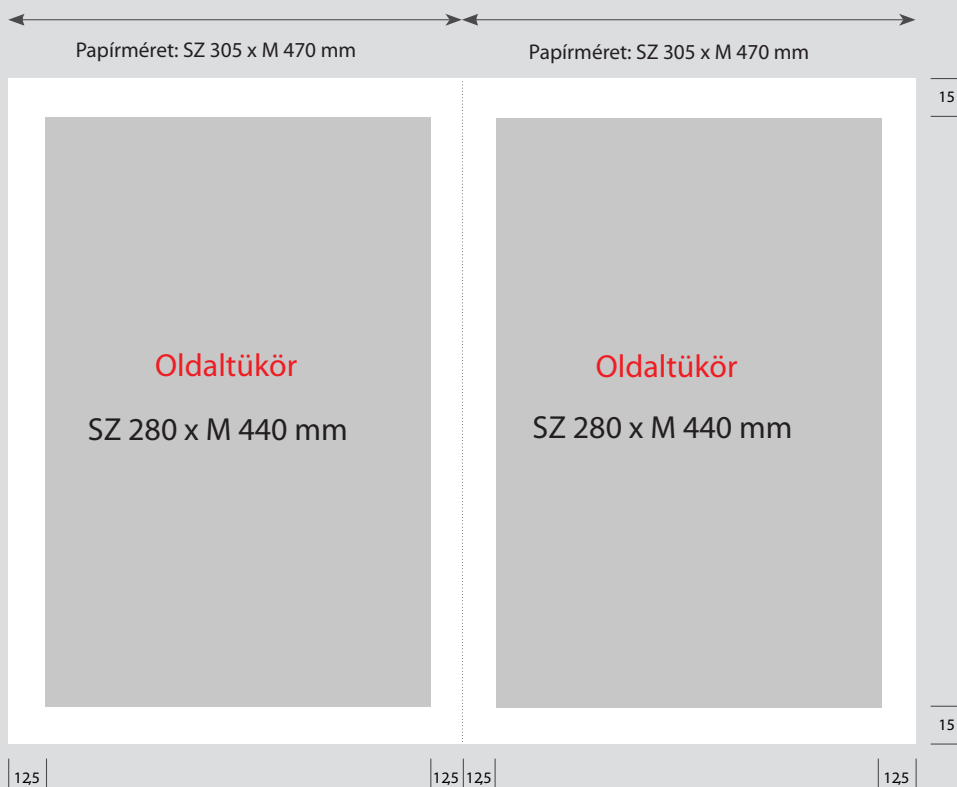 Papírméret: SZ 305 x M 470 mm
Papírméret: SZ 305 x M 470 mm
15
Oldaltükör
SZ 280 x M 440 mm
Oldaltükör
SZ 280 x M 440 mm
15
12,5
12,5
12,5
12,5